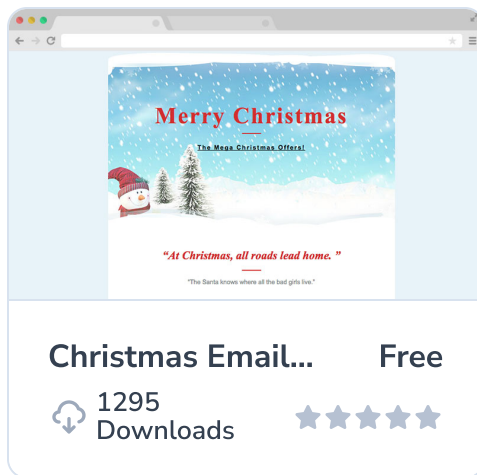 Merry Christmas
The Mega Christmas Offers!
“At Christmas, all roads lead home. ”
"The Santa knows where all the bad girls live."
Christmas Email...
Free
1295
Downloads